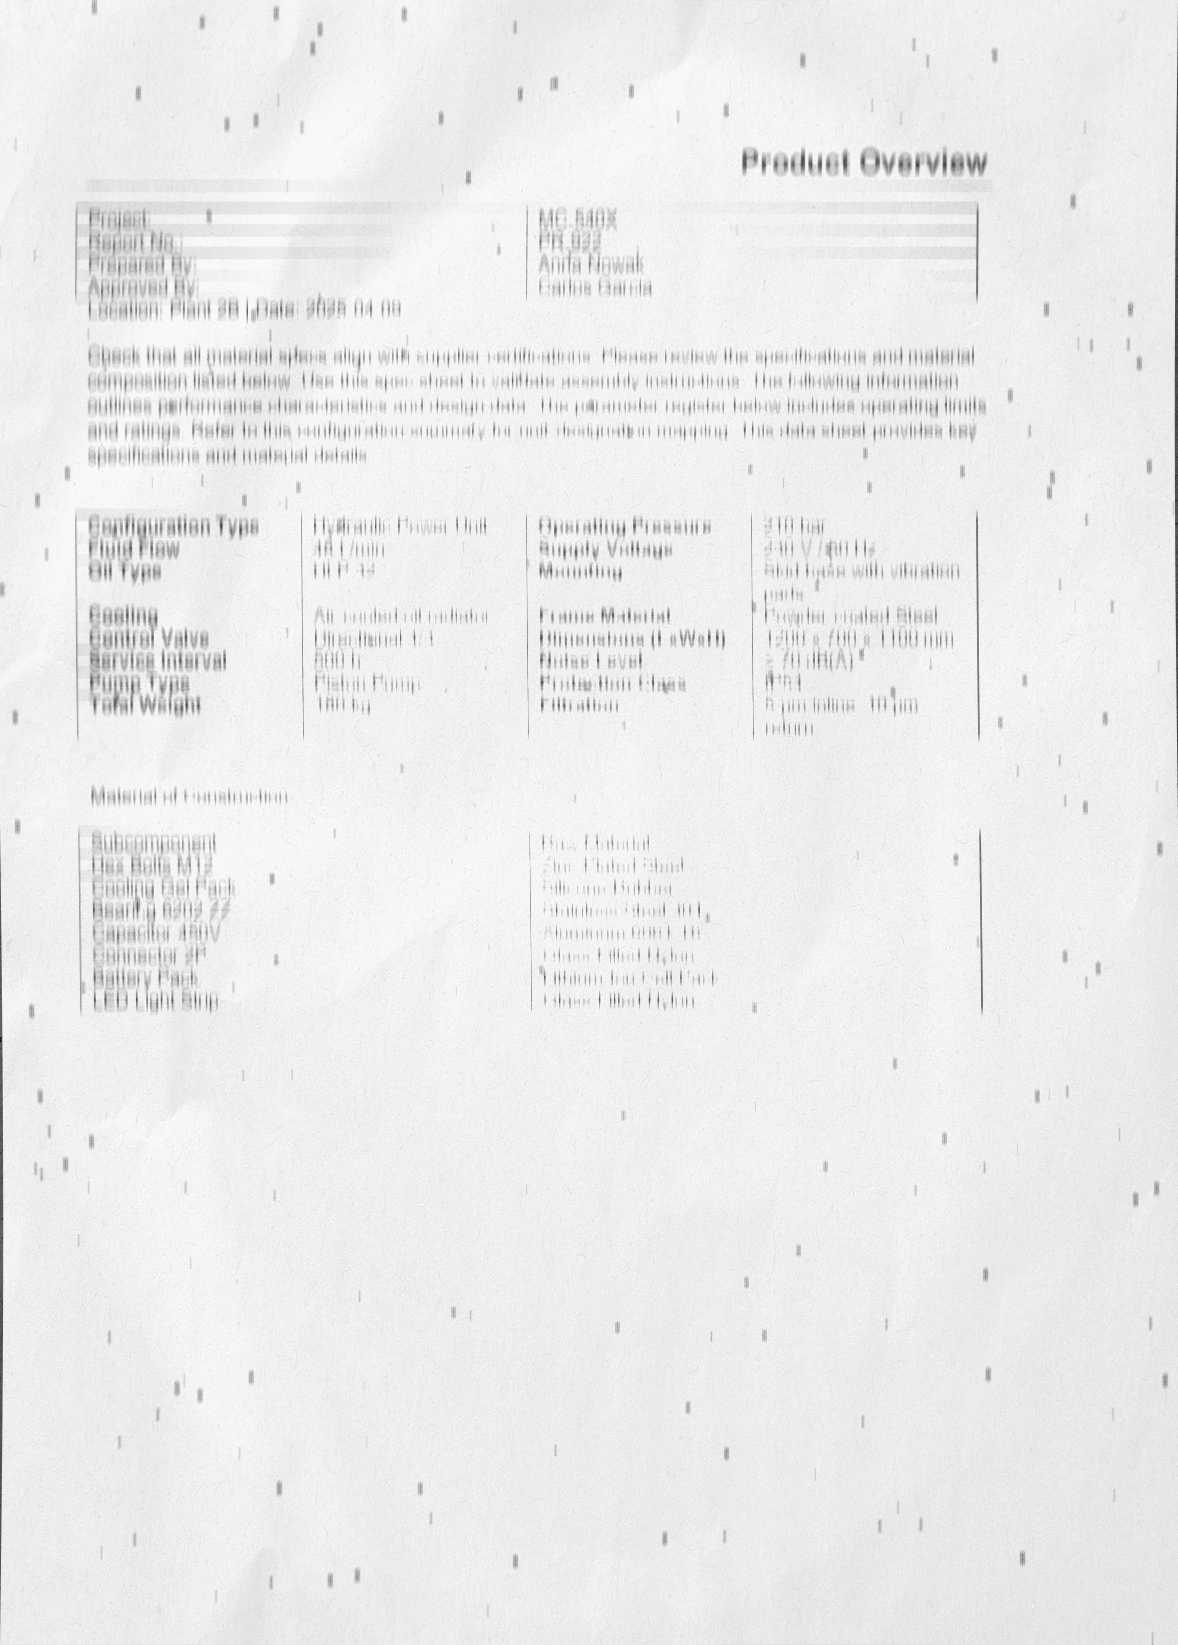 Product Overview
Project:
MC-540X
Report No.:
PR-922
Prepared By:
Anita Nowak
Approved By:
Carlos Garcia
Location: Plant 2B | Date: 2025-04-09
Check that all material specs align with supplier certifications. Please review the specifications and material
composition listed below. Use this spec sheet to validate assembly instructions. The following information
outlines performance characteristics and design data. The parameter register below includes operating limits
and ratings. Refer to this configuration summary for unit designation mapping. This data sheet provides key
specifications and material details.
Configuration Type Hydraulic Power Unit Operating Pressure 210 bar
Fluid Flow L/min Supply Voltage V / Hz
Oil Type HLP Mounting Skid base with vibration
pads
Cooling Air-cooled oil radiator Frame Material Powder-coated Steel
Control Valve Directional Dimensions (LxWxH) 1200 x 700 x 1100 mm
Service Interval Noise Level 70 dB(A)
Pump Type Piston Pump Protection Class
Total Weight kg Filtration 5 µm inline, 10 µm
return
Material of Construction
Subcomponent
Raw Material
Hex Bolts M12
Zinc Plated Steel
Cooling Gel Pack
Silicone Rubber
Bearing 6202 ZZ
Stainless Steel 304
Capacitor 450V
Aluminum 6061-T6
Connector 2P
Glass Filled Nylon
Battery Pack
Lithium-Ion Cell Pack
LED Light Strip
Glass Filled Nylon